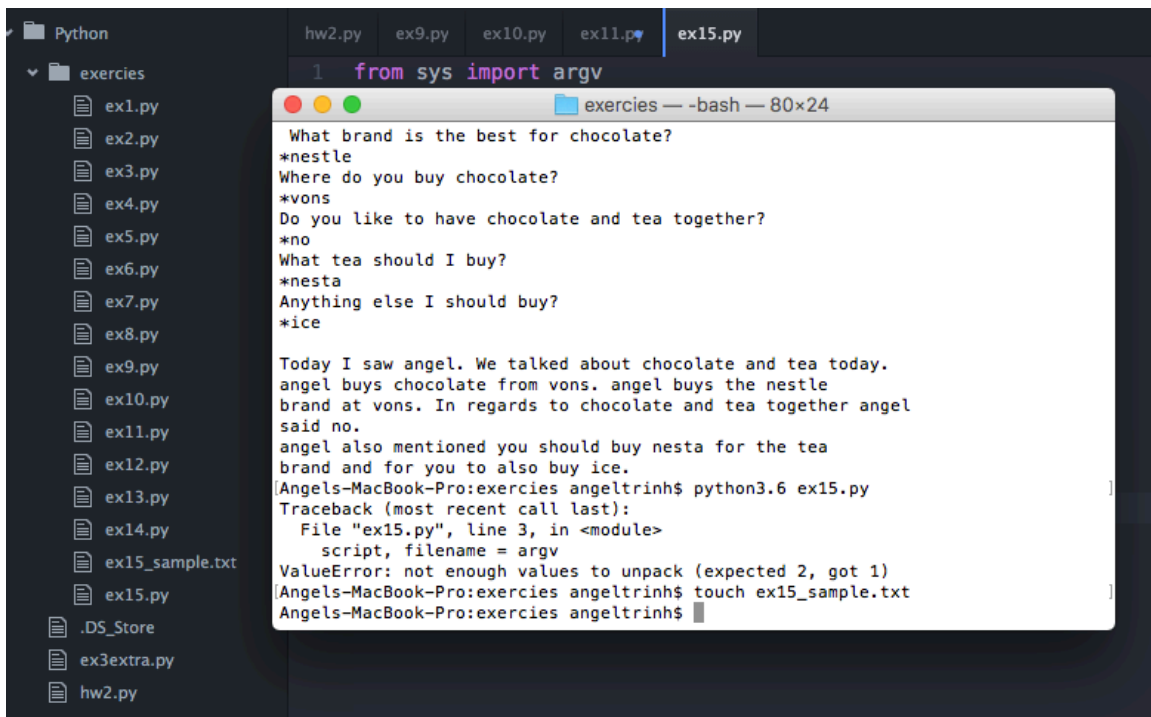 Python
exercies
ex1.py
ex2.py
ex3.py
ex4.py
ex5.py
ex6.py
ex7.py
ex8.py
ex9.py
ex10.py
ex11.py
ex12.py
ex13.py
ex14.py
ex15_sample.txt
ex15.py
.DS_Store
ex3extra.py
hw2.py
hw2.py ex9.py ex10.py ex11.py ex15.py
1 from sys import argv
exercies — -bash — 80×24
What brand is the best for chocolate?
*nestle
Where do you buy chocolate?
*vons
Do you like to have chocolate and tea together?
*no
What tea should I buy?
*nesta
Anything else I should buy?
*ice
Today I saw angel. We talked about chocolate and tea today.
angel buys chocolate from vons. angel buys the nestle
brand at vons. In regards to chocolate and tea together angel
said no.
angel also mentioned you should buy nesta for the tea
brand and for you to also buy ice.
[Angels-MacBook-Pro:exercies angeltrinh$ python3.6 ex15.py ]
Traceback (most recent call last):
File "ex15.py", line 3, in <module>
script, filename = argv
ValueError: not enough values to unpack (expected 2, got 1)
[Angels-MacBook-Pro:exercies angeltrinh$ touch ex15_sample.txt ]
Angels-MacBook-Pro:exercies angeltrinh$